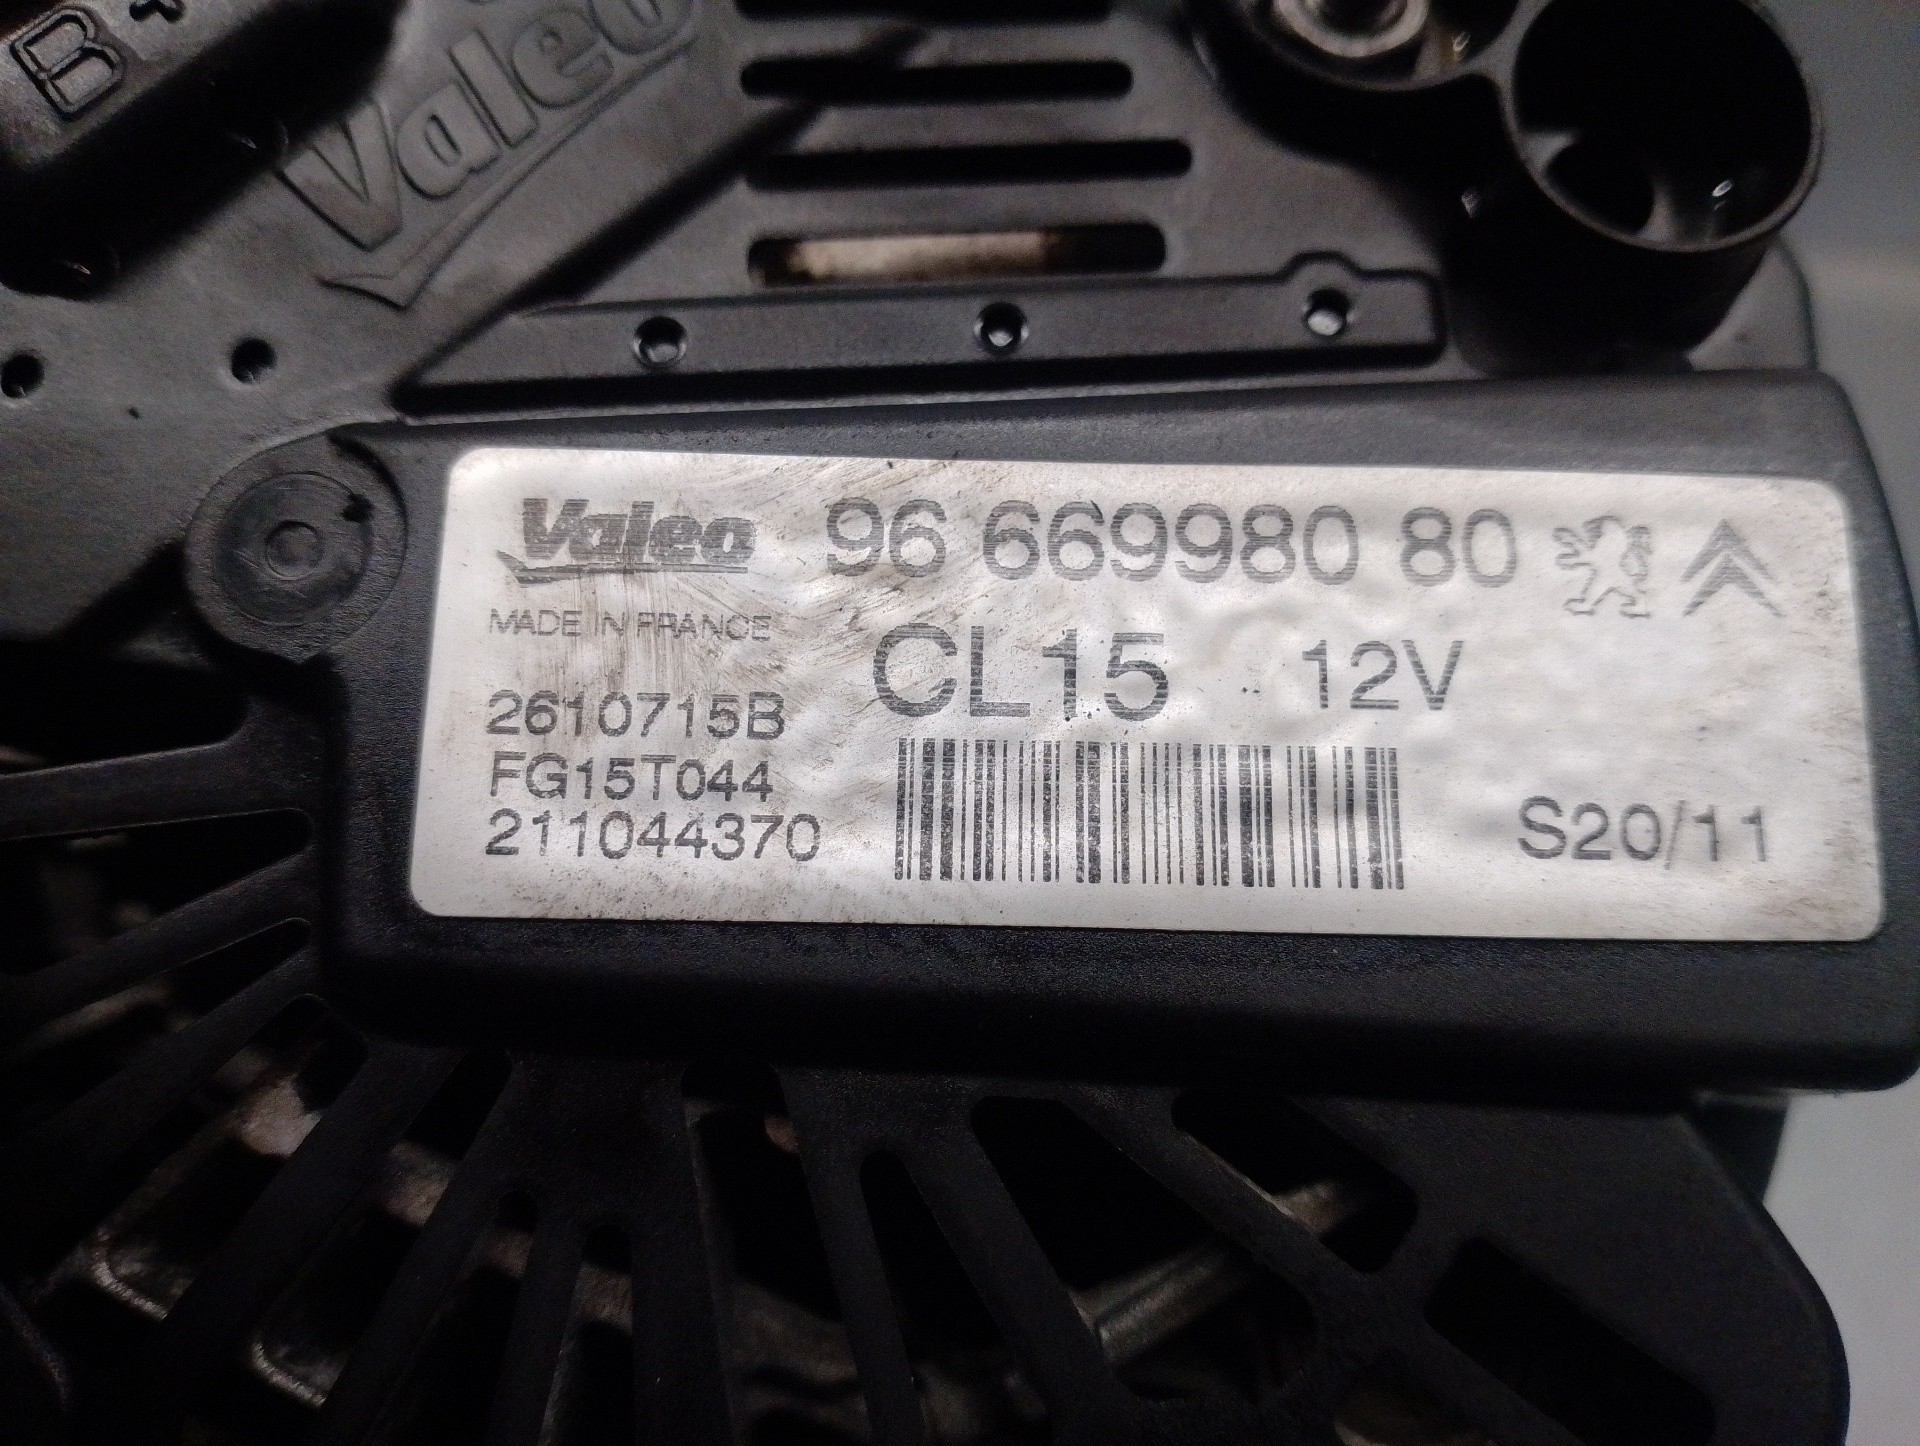 B+
Valeo
Valeo 96 669980 80
MADE IN FRANCE
CL15 12V
2610715B
FG15T044
211044370
S20/11